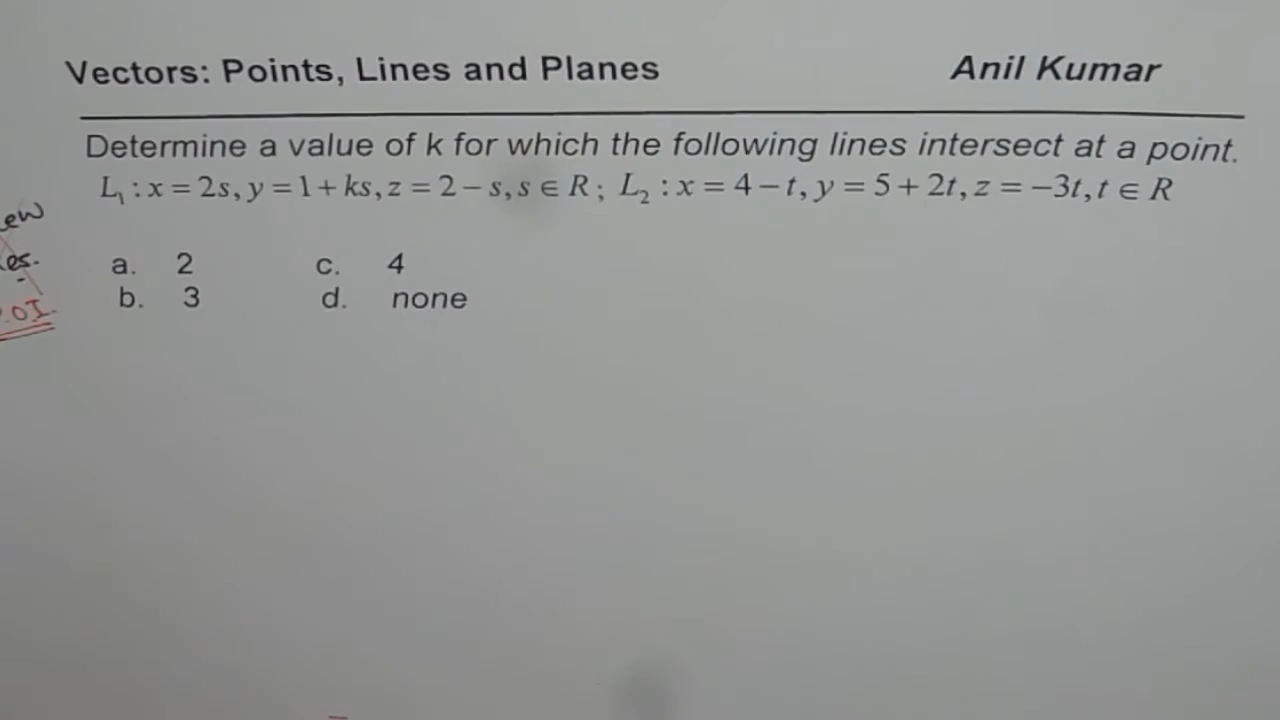 Vectors: Points, Lines and Planes Anil Kumar
Determine a value of k for which the following lines intersect at a point.
L₁ : x = 2s, y = 1 + ks, z = 2 − s, s ∈ R; L₂ : x = 4 − t, y = 5 + 2t, z = −3t, t ∈ R
a. 2 c. 4
b. 3 d. none